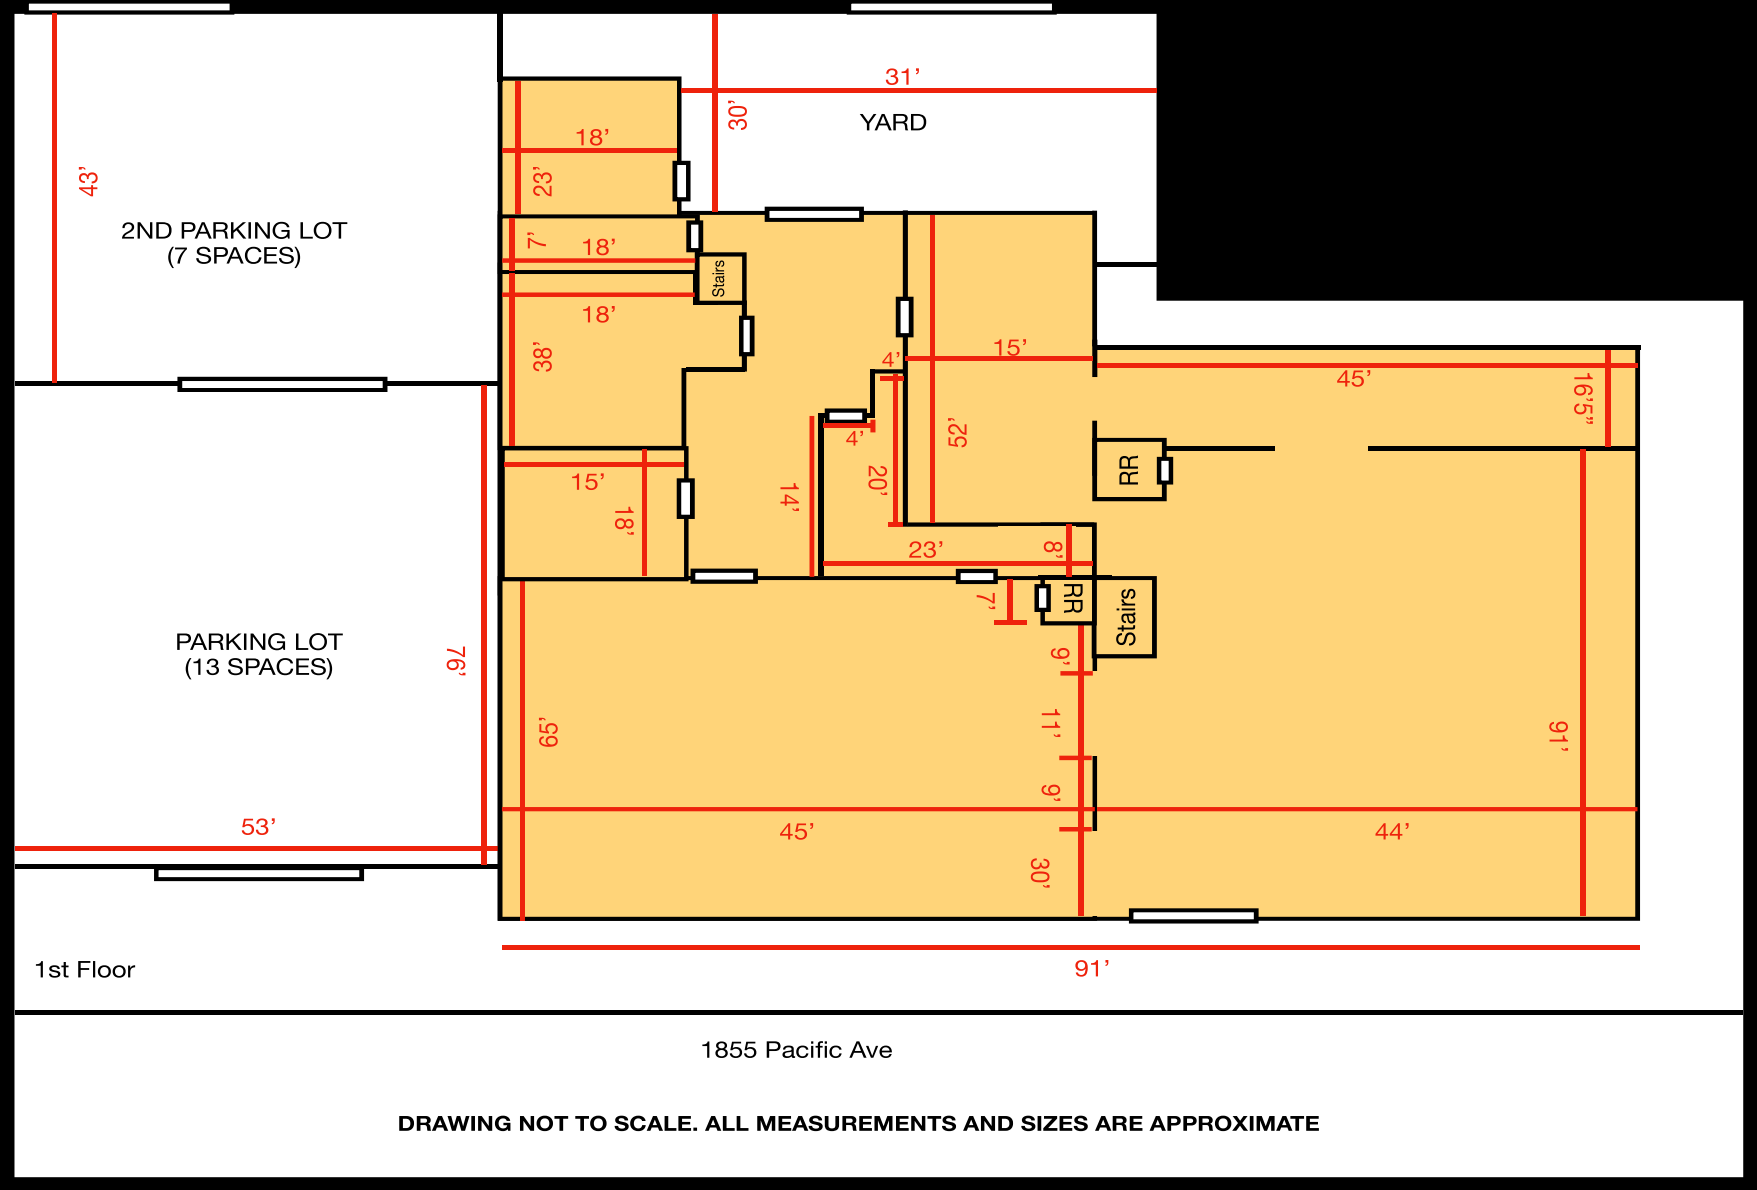 31’
30’
YARD
18’
23’
43’
2ND PARKING LOT
(7 SPACES)
7’
18’
Stairs
18’
38’
4’
15’
45’
16’5”
52’
4’
14’
20’
RR
15’
18’
23’
8’
7’
RR
Stairs
PARKING LOT
(13 SPACES)
76’
9’
65’
11’
91’
9’
53’
45’
44’
30’
91’
1st Floor
1855 Pacific Ave
DRAWING NOT TO SCALE. ALL MEASUREMENTS AND SIZES ARE APPROXIMATE